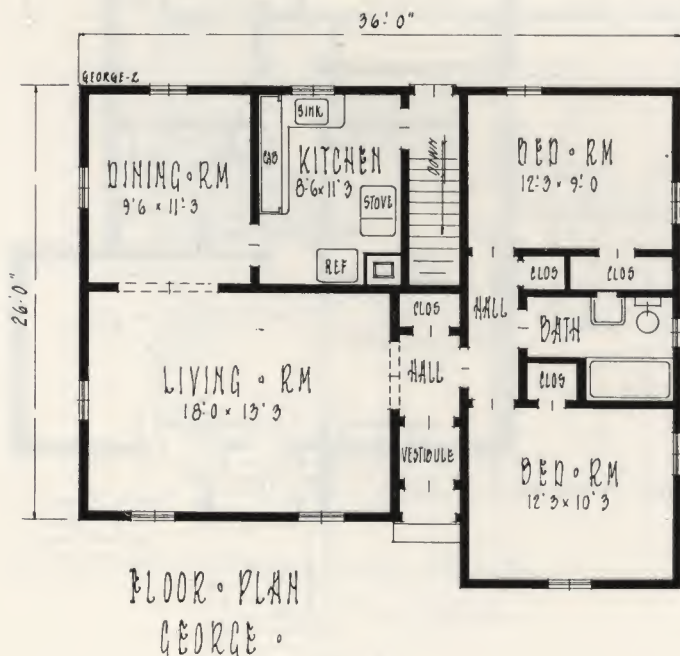 36'·0"
GEORGE-2
26'·0"
DINING · RM
9'6 × 11'·3
SINK
CAB
KITCHEN
8'·6 × 11'3
STOVE
REF
DOWN
BED · RM
12'·3 × 9'·0
CLOS
CLOS
CLOS
HALL
BATH
LIVING · RM
18'·0 × 13'·3
HALL
CLOS
VESTIBULE
BED · RM
12'3 × 10'3
FLOOR · PLAN
GEORGE ·